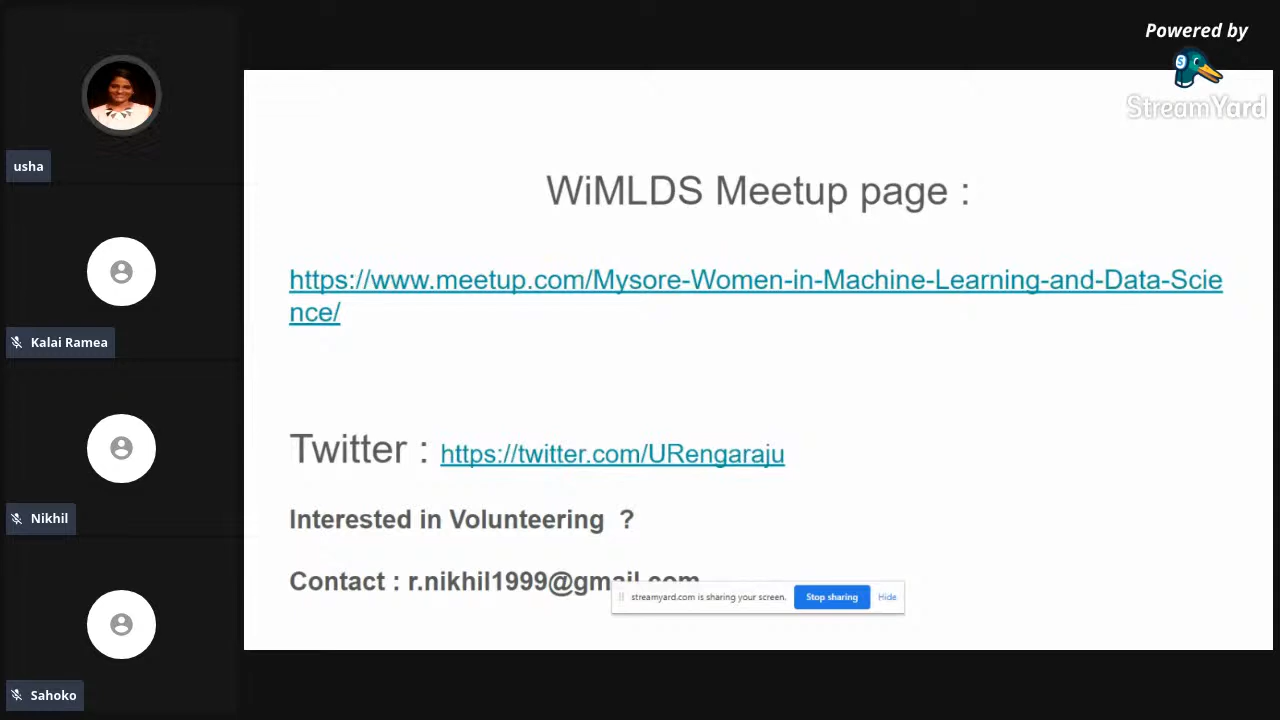 Powered by
StreamYard
usha
Kalai Ramea
Nikhil
Sahoko
WiMLDS Meetup page :
https://www.meetup.com/Mysore-Women-in-Machine-Learning-and-Data-Scie
nce/
Twitter : https://twitter.com/URengaraju
Interested in Volunteering ?
Contact : r.nikhil1999@gmail.com
streamyard.com is sharing your screen. Stop sharing Hide